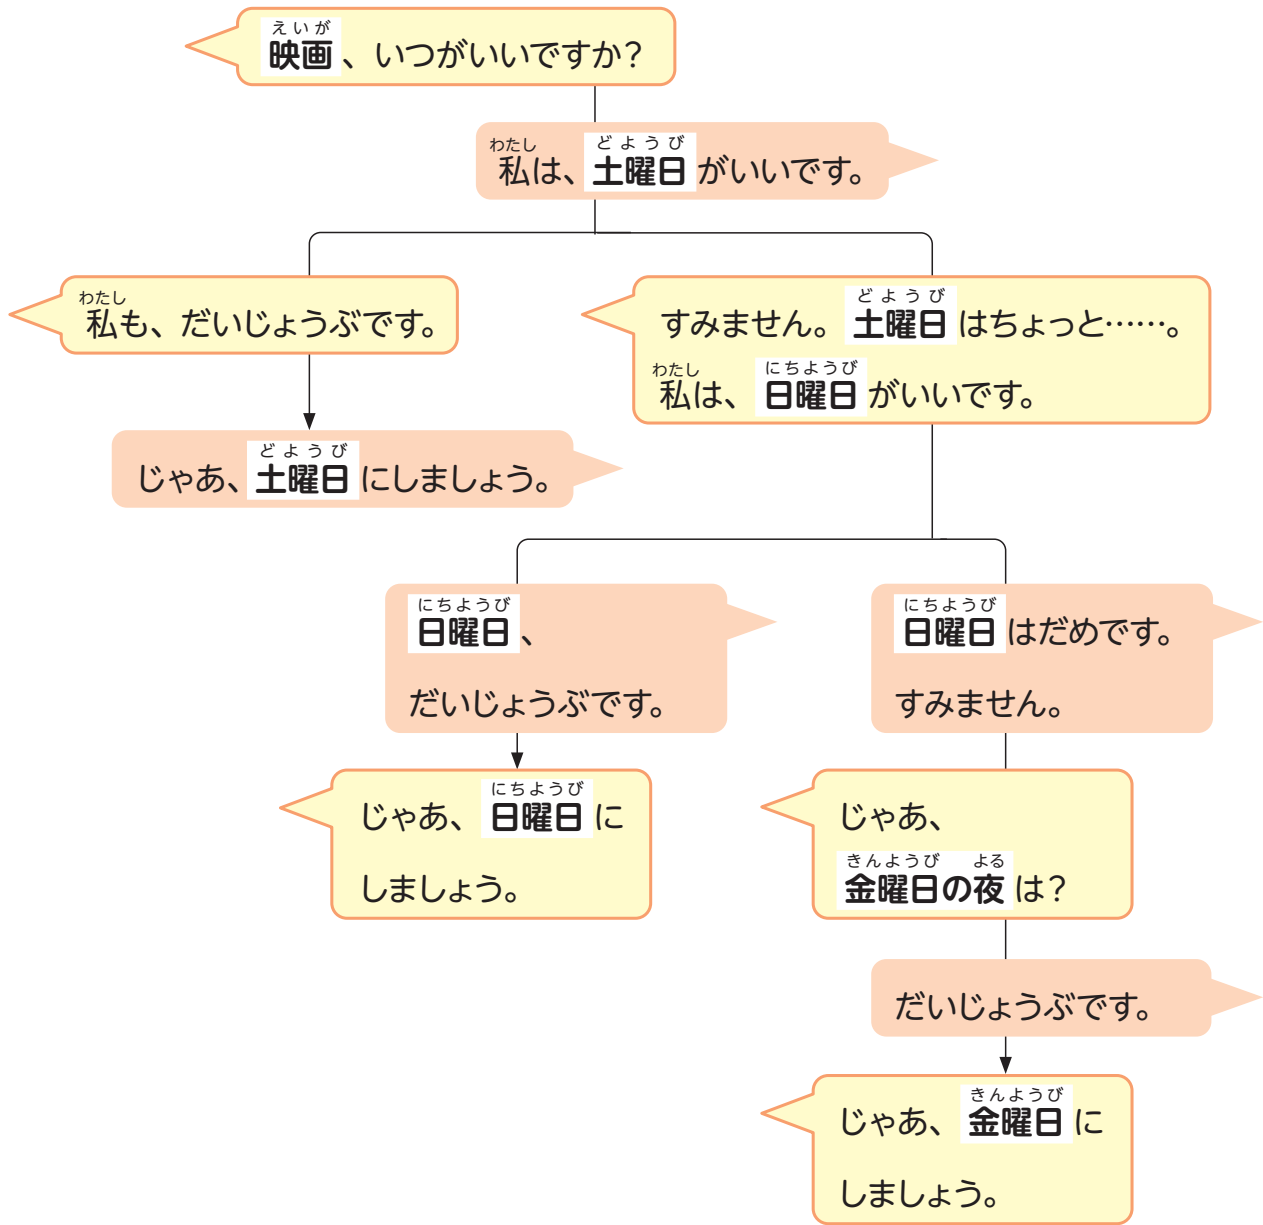 えいが
映画、いつがいいですか？
わたし どようび
私は、土曜日がいいです。
わたし
私も、だいじょうぶです。
どようび
じゃあ、土曜日にしましょう。
どようび
すみません。土曜日はちょっと……。
わたし にちようび
私は、日曜日がいいです。
にちようび
日曜日、
だいじょうぶです。
にちようび
じゃあ、日曜日に
しましょう。
にちようび
日曜日はだめです。
すみません。
じゃあ、
きんようび よる
金曜日の夜は？
だいじょうぶです。
きんようび
じゃあ、金曜日に
しましょう。